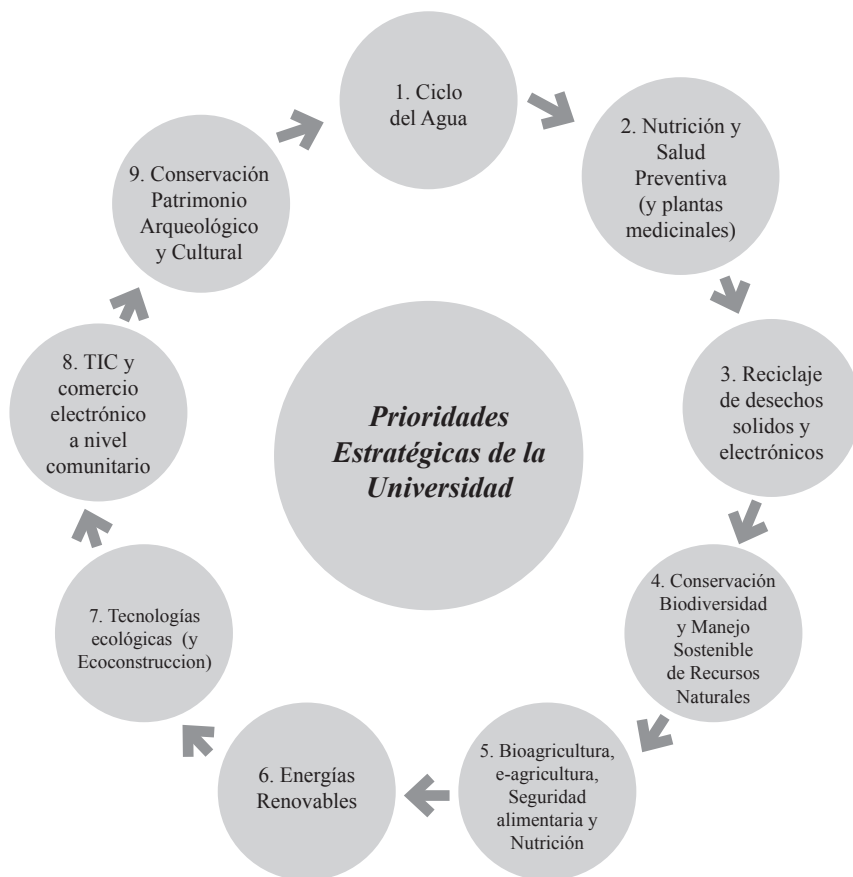 1. Ciclo
del Agua
2. Nutrición y
Salud
Preventiva
(y plantas
medicinales)
3. Reciclaje
de desechos
solidos y
electrónicos
4. Conservación
Biodiversidad
y Manejo
Sostenible
de Recursos
Naturales
5. Bioagricultura,
e-agricultura,
Seguridad
alimentaria y
Nutrición
6. Energías
Renovables
7. Tecnologías
ecológicas (y
Ecoconstruccion)
8. TIC y
comercio
electrónico
a nivel
comunitario
9. Conservación
Patrimonio
Arqueológico
y Cultural
Prioridades
Estratégicas de la
Universidad